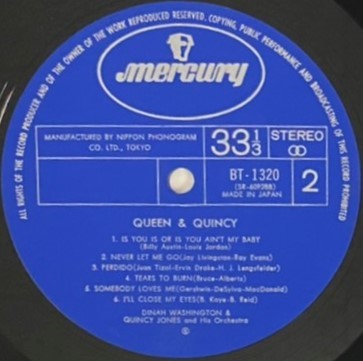 ALL RIGHTS OF THE RECORD PRODUCER AND OF THE OWNER OF THE WORK REPRODUCED RESERVED. COPYING, PUBLIC PERFORMANCE AND BROADCASTING OF THIS RECORD PROHIBITED
mercury
MANUFACTURED BY NIPPON PHONOGRAM
CO. LTD., TOKYO
33 1/3
STEREO
BT-1320
(SR-60928B)
MADE IN JAPAN
2
QUEEN & QUINCY
1. IS YOU IS OR IS YOU AIN'T MY BABY
(Billy Austin-Louis Jordan)
2. NEVER LET ME GO(Jay Livingston-Ray Evans)
3. PERDIDO(Juan Tizol-Ervin Drake-H. J. Lengsfelder)
4. TEARS TO BURN(Bruce-Alberts)
5. SOMEBODY LOVES ME(Gershwin-DeSylva-MacDonald)
6. I'LL CLOSE MY EYES(B. Kaye-B. Reid)
DINAH WASHINGTON &
QUINCY JONES and His Orchestra